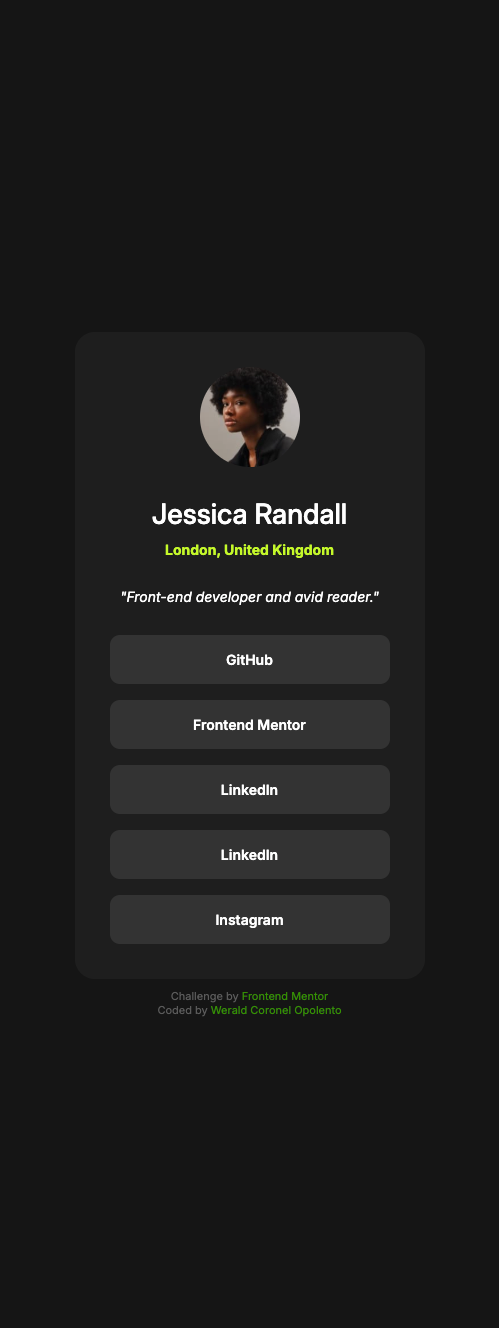 Jessica Randall
London, United Kingdom
"Front-end developer and avid reader."
GitHub
Frontend Mentor
LinkedIn
LinkedIn
Instagram
Challenge by Frontend Mentor
Coded by Werald Coronel Opolento